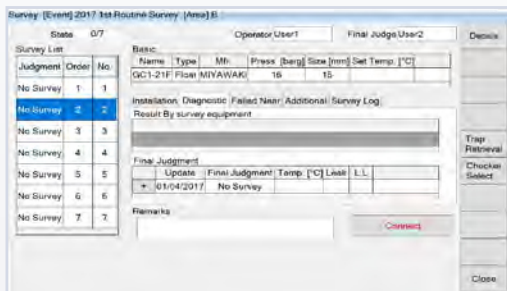 Survey [Event] 2017 1st Routine Survey [Area] B
State 0/7 Operator User1 Final Judge User2
Survey List
Judgment Order No.
No Survey 1 1
No Survey 2 2
No Survey 3 3
No Survey 4 4
No Survey 5 5
No Survey 6 6
No Survey 7 7
Basic
Name Type Mfr. Press [barg] Size [mm] Set Temp. [°C]
GC1-21F Float MIYAWAKI 16 15
Installation Diagnostic Failed Near Additional Survey Log
Result By survey equipment
Final Judgment
Update Final Judgment Temp. [°C] Leak L.L
+ 01/04/2017 No Survey
Remarks
Connect
Details
Trap
Retrieval
Checker
Select
Close